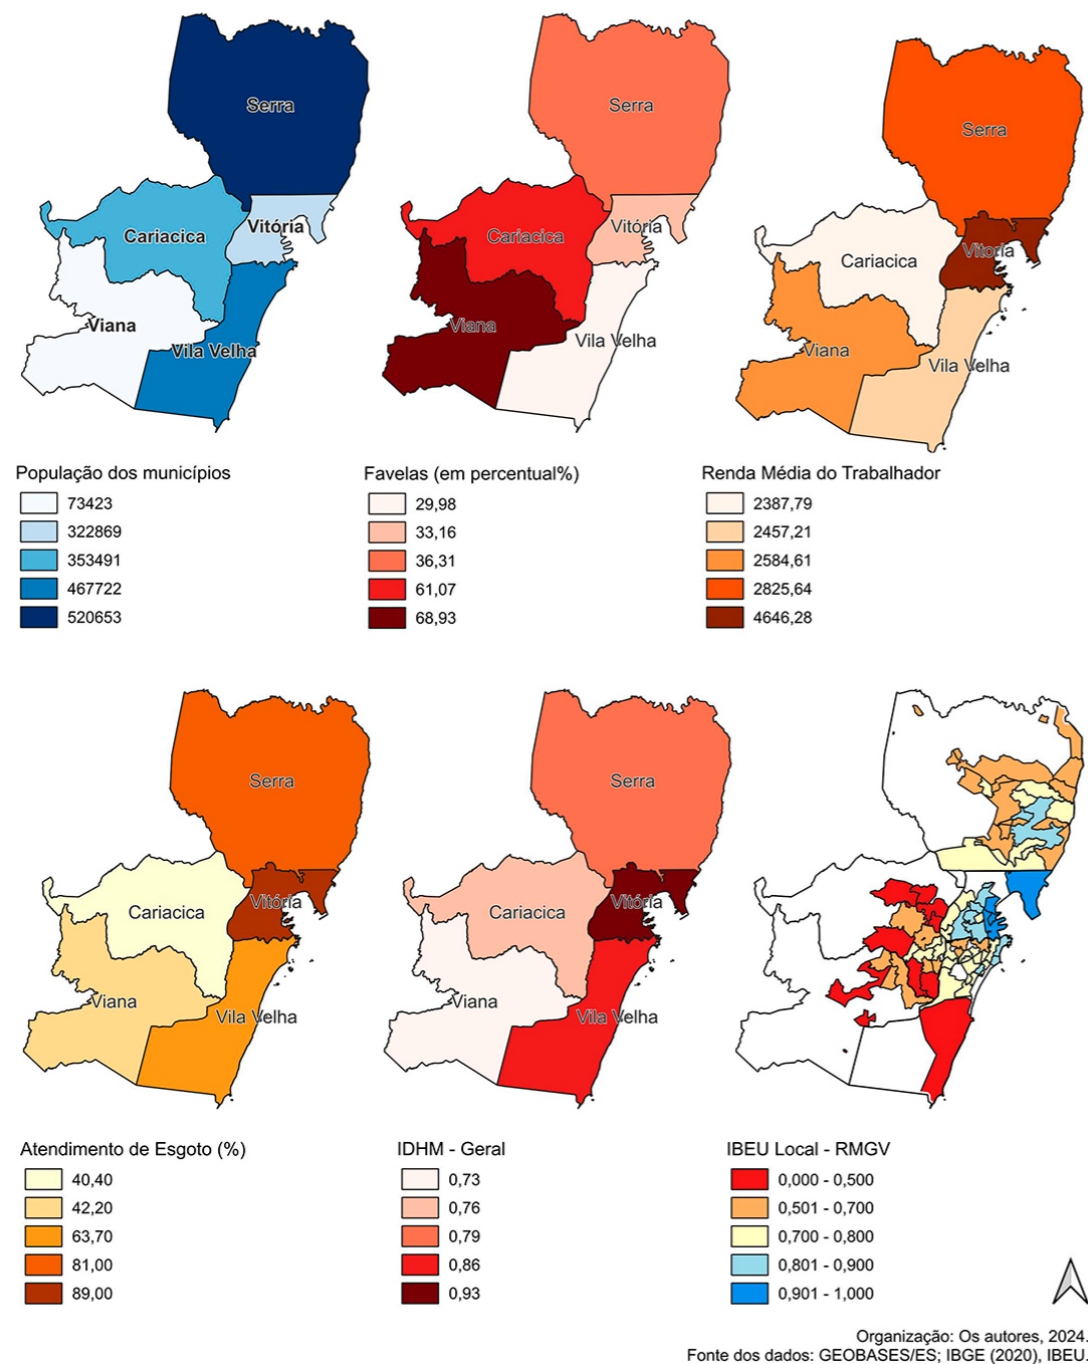 Serra
Vitória
Cariacica
Viana
Vila Velha
População dos municípios
73423
322869
353491
467722
520653
Serra
Vitória
Cariacica
Viana
Vila Velha
Favelas (em percentual%)
29,98
33,16
36,31
61,07
68,93
Serra
Vitória
Cariacica
Viana
Vila Velha
Renda Média do Trabalhador
2387,79
2457,21
2584,61
2825,64
4646,28
Serra
Vitória
Cariacica
Viana
Vila Velha
Atendimento de Esgoto (%)
40,40
42,20
63,70
81,00
89,00
Serra
Vitória
Cariacica
Viana
Vila Velha
IDHM - Geral
0,73
0,76
0,79
0,86
0,93
IBEU Local - RMGV
0,000 - 0,500
0,501 - 0,700
0,700 - 0,800
0,801 - 0,900
0,901 - 1,000
Organização: Os autores, 2024.
Fonte dos dados: GEOBASES/ES; IBGE (2020), IBEU.